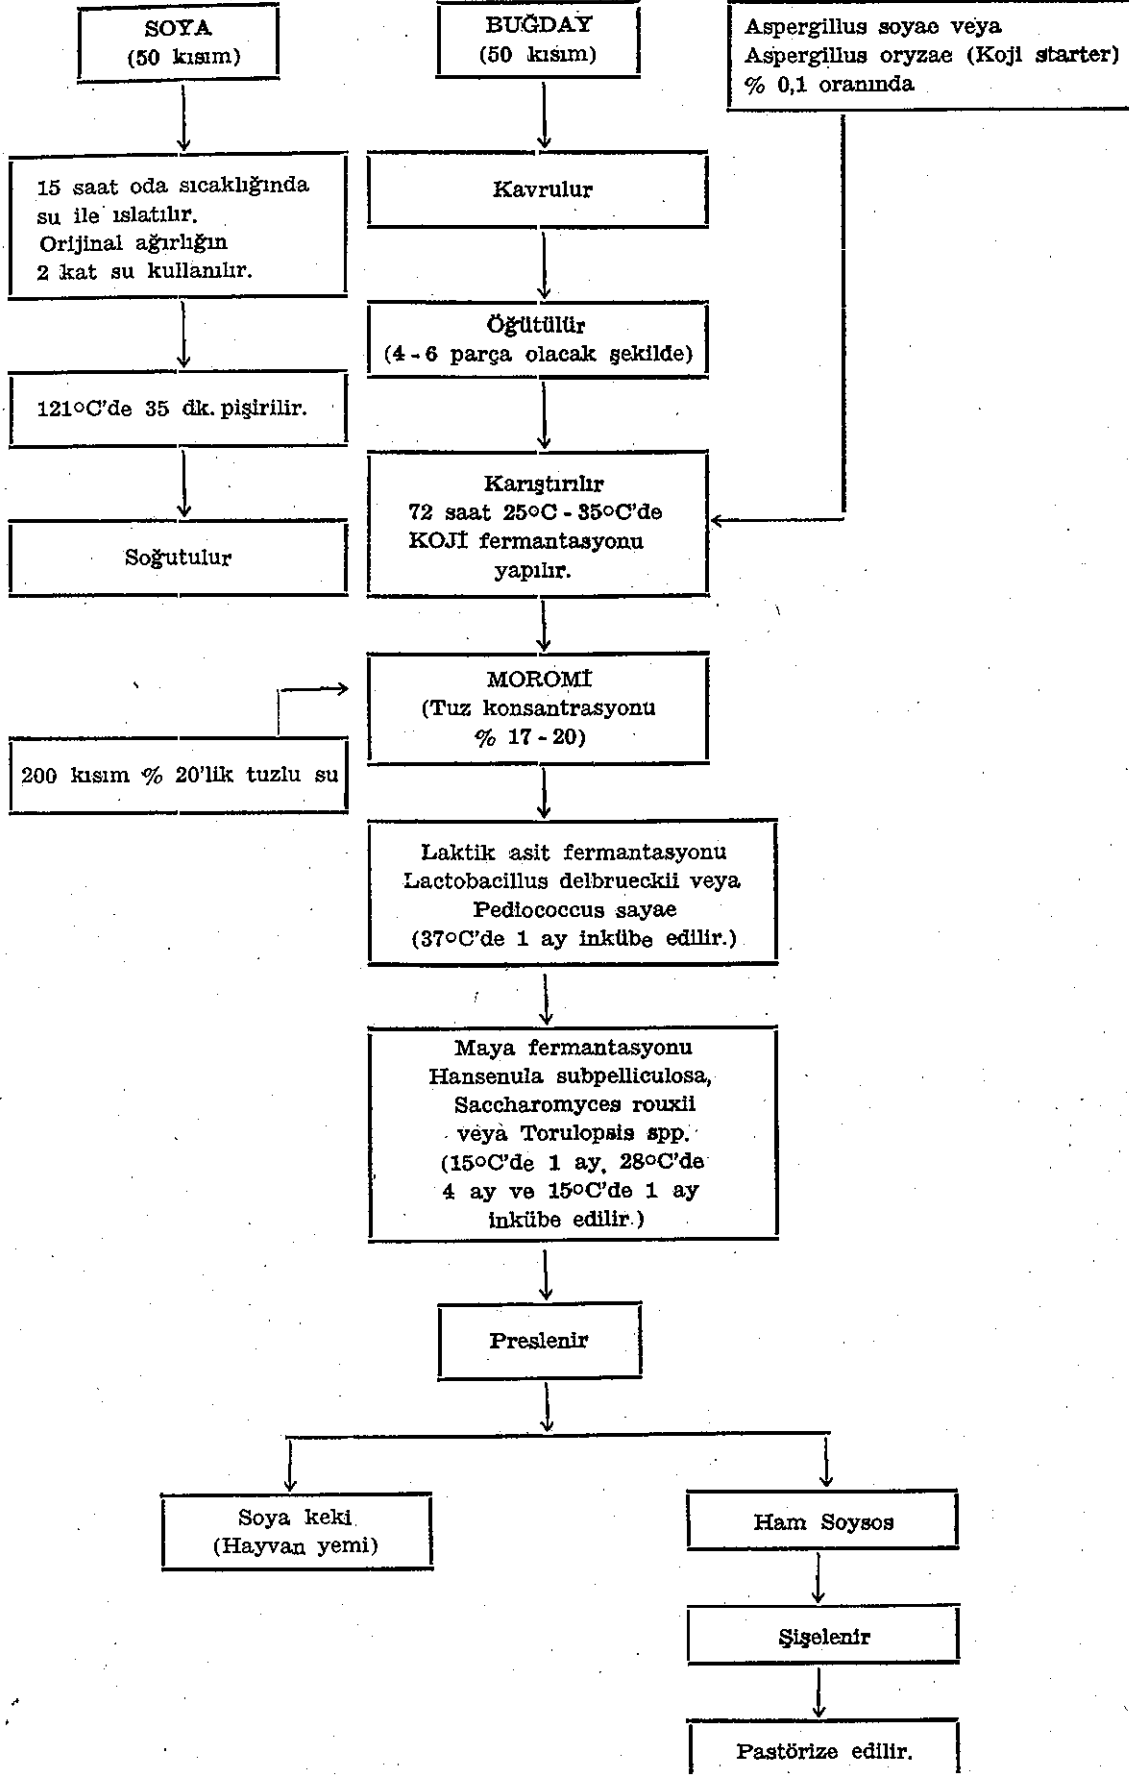 SOYA
(50 kısım)
BUĞDAY
(50 kısım)
Aspergillus soyae veya
Aspergillus oryzae (Koji starter)
% 0,1 oranında
15 saat oda sıcaklığında
su ile ıslatılır.
Orijinal ağırlığın
2 kat su kullanılır.
Kavrulur
Öğütülür
(4-6 parça olacak şekilde)
121°C'de 35 dk. pişirilir.
Karıştırılır
72 saat 25°C - 35°C'de
KOJİ fermantasyonu
yapılır.
Soğutulur
MOROMİ
(Tuz konsantrasyonu
% 17-20)
200 kısım % 20'lik tuzlu su
Laktik asit fermantasyonu
Lactobacillus delbrueckii veya
Pediococcus sayae
(37°C'de 1 ay inkübe edilir.)
Maya fermantasyonu
Hansenula subpelliculosa,
Saccharomyces rouxii
veya Torulopsis spp.
(15°C'de 1 ay, 28°C'de
4 ay ve 15°C'de 1 ay
inkübe edilir.)
Preslenir
Soya keki
(Hayvan yemi)
Ham Soysos
Şişelenir
Pastörize edilir.